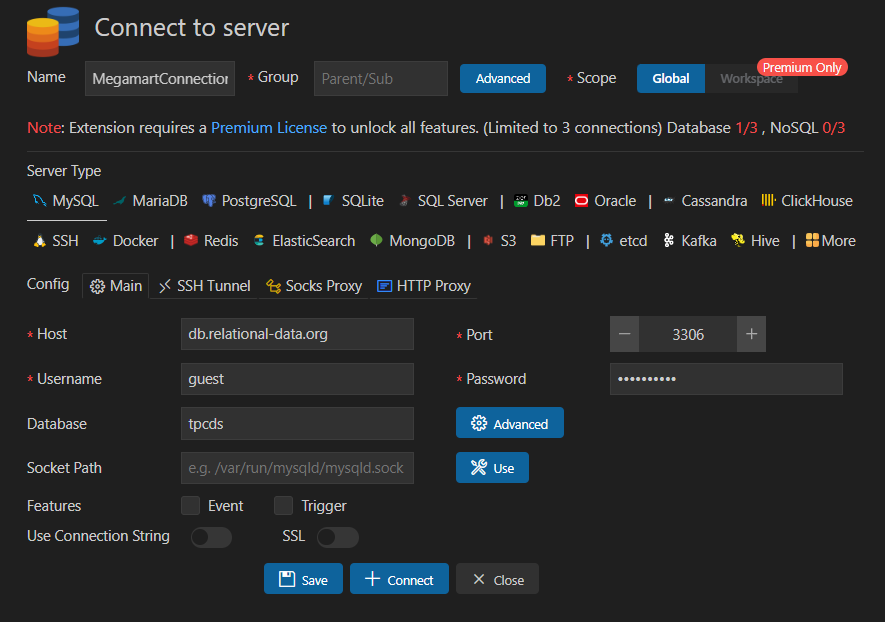 Connect to server
Name MegamartConnection * Group Parent/Sub Advanced * Scope Global Workspace Premium Only
Note: Extension requires a Premium License to unlock all features. (Limited to 3 connections) Database 1/3 , NoSQL 0/3
Server Type
MySQL MariaDB PostgreSQL | SQLite SQL Server | Db2 Oracle | Cassandra ClickHouse
SSH Docker | Redis ElasticSearch MongoDB | S3 FTP | etcd Kafka Hive | More
Config Main SSH Tunnel Socks Proxy HTTP Proxy
* Host db.relational-data.org * Port − 3306 +
* Username guest * Password ••••••••••
Database tpcds Advanced
Socket Path e.g. /var/run/mysqld/mysqld.sock Use
Features Event Trigger
Use Connection String SSL
Save Connect Close